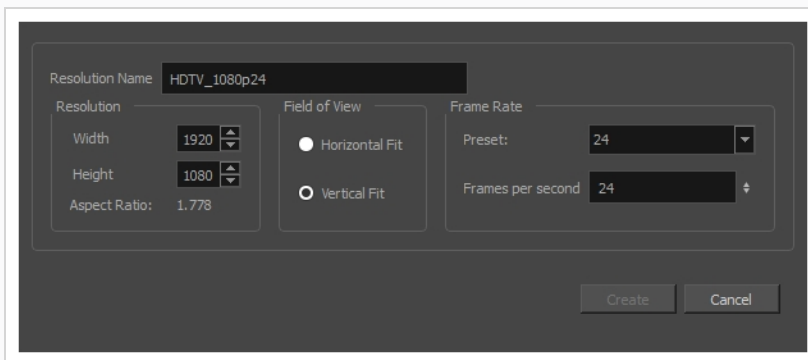 Resolution Name HDTV_1080p24
Resolution
Width 1920
Height 1080
Aspect Ratio: 1.778
Field of View
Horizontal Fit
Vertical Fit
Frame Rate
Preset: 24
Frames per second 24
Create Cancel